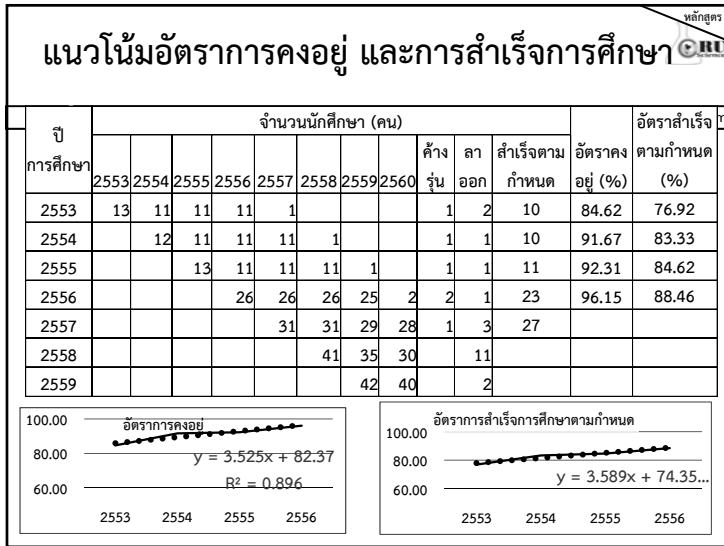 หลักสูตร
แนวโน้มอัตราการคงอยู่ และการสำเร็จการศึกษา
RU
ปี การศึกษา จำนวนนักศึกษา (คน) อัตราคงอยู่ (%) อัตราสำเร็จตามกำหนด (%)
2553 2554 2555 2556 2557 2558 2559 2560 ค้างรุ่น ลาออก สำเร็จตามกำหนด
2553 13 11 11 11 1 1 2 10 84.62 76.92
2554 12 11 11 11 1 1 1 10 91.67 83.33
2555 13 11 11 11 1 1 1 11 92.31 84.62
2556 26 26 26 25 2 2 1 23 96.15 88.46
2557 31 31 29 28 1 3 27
2558 41 35 30 11
2559 42 40 2
อัตราการคงอยู่
100.00
80.00
60.00
y = 3.525x + 82.37
R² = 0.896
2553 2554 2555 2556
อัตราการสำเร็จการศึกษาตามกำหนด
100.00
80.00
60.00
y = 3.589x + 74.35...
2553 2554 2555 2556